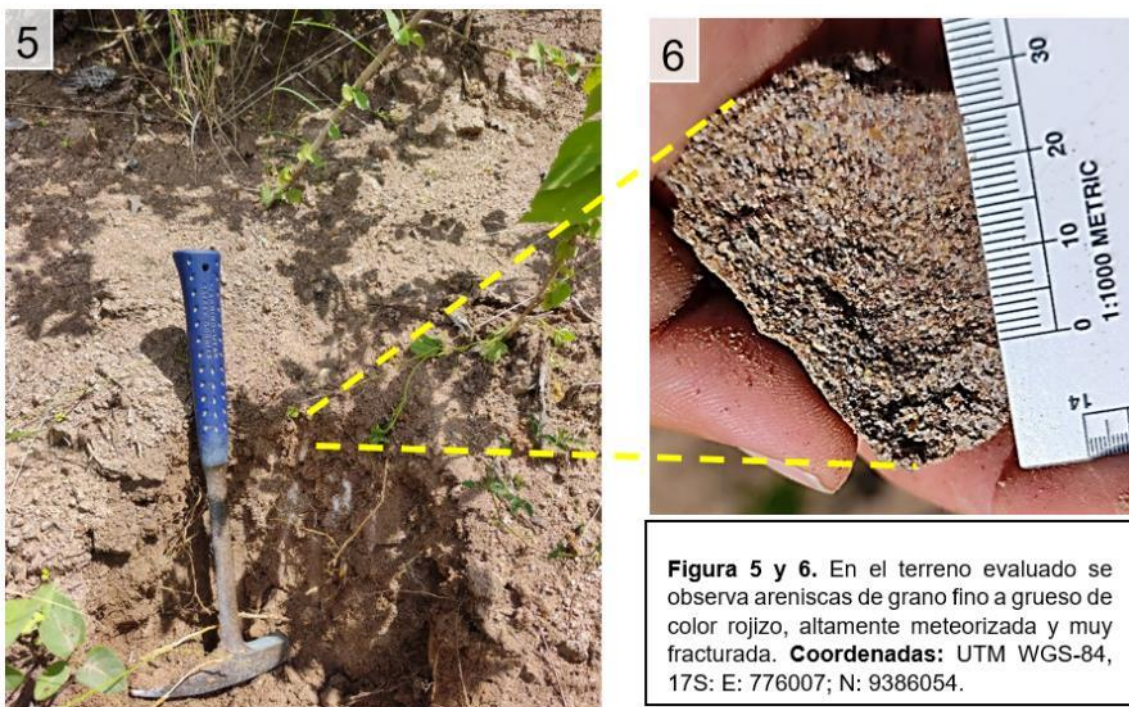 5
6
30
20
10
0
1:1000 METRIC
14
Figura 5 y 6. En el terreno evaluado se
observa areniscas de grano fino a grueso de
color rojizo, altamente meteorizada y muy
fracturada. Coordenadas: UTM WGS-84,
17S: E: 776007; N: 9386054.